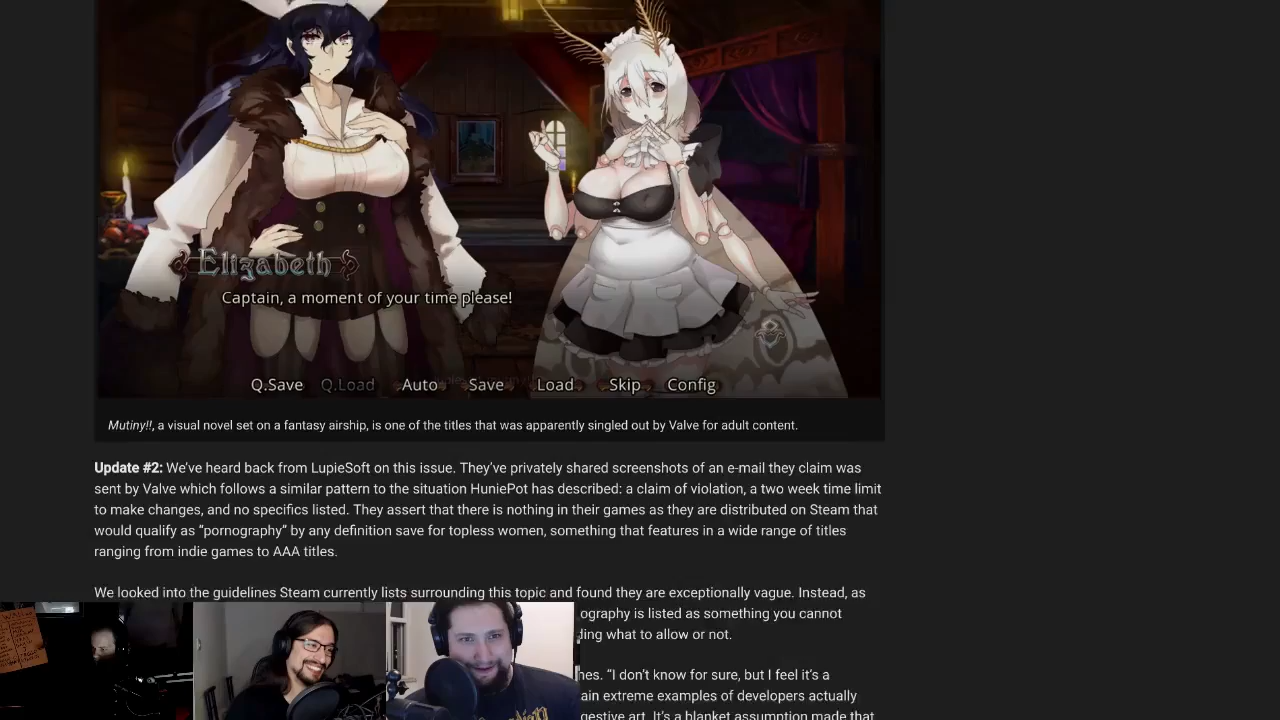 Elizabeth
Captain, a moment of your time please!
Q.Save Q.Load Auto Save Load Skip Config
Mutiny!!, a visual novel set on a fantasy airship, is one of the titles that was apparently singled out by Valve for adult content.
Update #2: We’ve heard back from LupieSoft on this issue. They’ve privately shared screenshots of an e-mail they claim was
sent by Valve which follows a similar pattern to the situation HuniePot has described: a claim of violation, a two week time limit
to make changes, and no specifics listed. They assert that there is nothing in their games as they are distributed on Steam that
would qualify as “pornography” by any definition save for topless women, something that features in a wide range of titles
ranging from indie games to AAA titles.
We looked into the guidelines Steam currently lists surrounding this topic and found they are exceptionally vague. Instead, as
ography is listed as something you cannot
ding what to allow or not.
nes. “I don’t know for sure, but I feel it’s a
ain extreme examples of developers actually
gestive art. It’s a blanket assumption made that